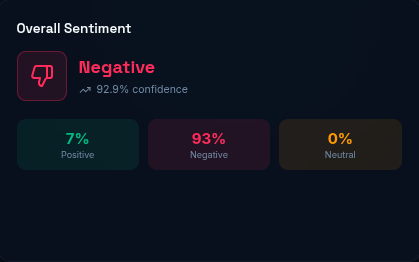 Overall Sentiment
Negative
92.9% confidence
7% 93% 0%
Positive Negative Neutral